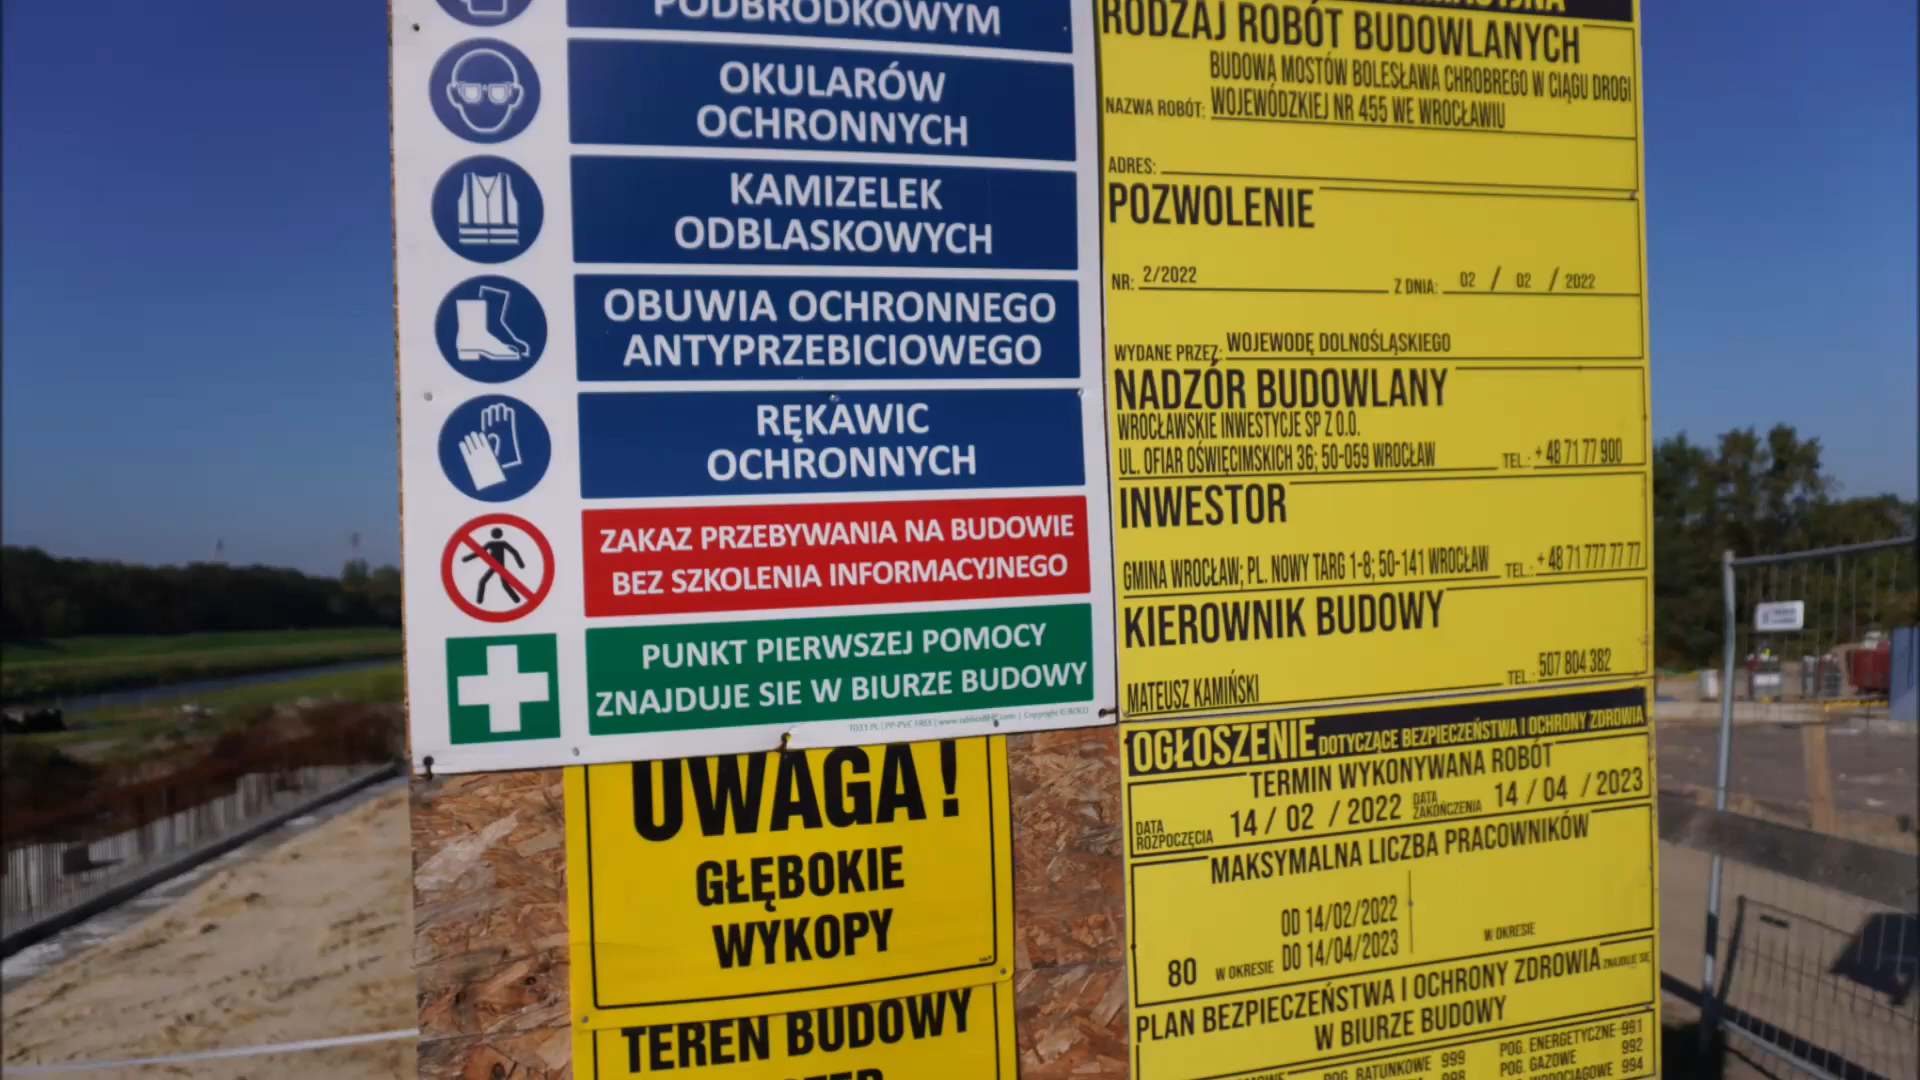 PODBRÓDKOWYM
OKULARÓW
OCHRONNYCH
KAMIZELEK
ODBLASKOWYCH
OBUWIA OCHRONNEGO
ANTYPRZEBICIOWEGO
RĘKAWIC
OCHRONNYCH
ZAKAZ PRZEBYWANIA NA BUDOWIE
BEZ SZKOLENIA INFORMACYJNEGO
PUNKT PIERWSZEJ POMOCY
ZNAJDUJE SIE W BIURZE BUDOWY
UWAGA!
GŁĘBOKIE
WYKOPY
TEREN BUDOWY
RODZAJ ROBÓT BUDOWLANYCH
BUDOWA MOSTÓW BOLESŁAWA CHROBREGO W CIĄGU DROGI
NAZWA ROBÓT: WOJEWÓDZKIEJ NR 455 WE WROCŁAWIU
ADRES:
POZWOLENIE
NR: 2/2022 Z DNIA: 02 / 02 / 2022
WYDANE PRZEZ: WOJEWODĘ DOLNOŚLĄSKIEGO
NADZÓR BUDOWLANY
WROCŁAWSKIE INWESTYCJE SP Z O.O.
UL. OFIAR OŚWIĘCIMSKICH 36; 50-059 WROCŁAW TEL.: +48 71 77 900
INWESTOR
GMINA WROCŁAW; PL. NOWY TARG 1-8; 50-141 WROCŁAW TEL.: +48 71 777 77 77
KIEROWNIK BUDOWY
MATEUSZ KAMIŃSKI TEL.: 507 804 382
OGŁOSZENIE DOTYCZĄCE BEZPIECZEŃSTWA I OCHRONY ZDROWIA
TERMIN WYKONYWANA ROBÓT
DATA ROZPOCZĘCIA 14 / 02 / 2022 DATA ZAKOŃCZENIA 14 / 04 / 2023
MAKSYMALNA LICZBA PRACOWNIKÓW
OD 14/02/2022
80 W OKRESIE DO 14/04/2023 W OKRESIE
PLAN BEZPIECZEŃSTWA I OCHRONY ZDROWIA ZNAJDUJE SIĘ
W BIURZE BUDOWY
POG. ENERGETYCZNE 991
POG. RATUNKOWE 999 POG. GAZOWE 992
994